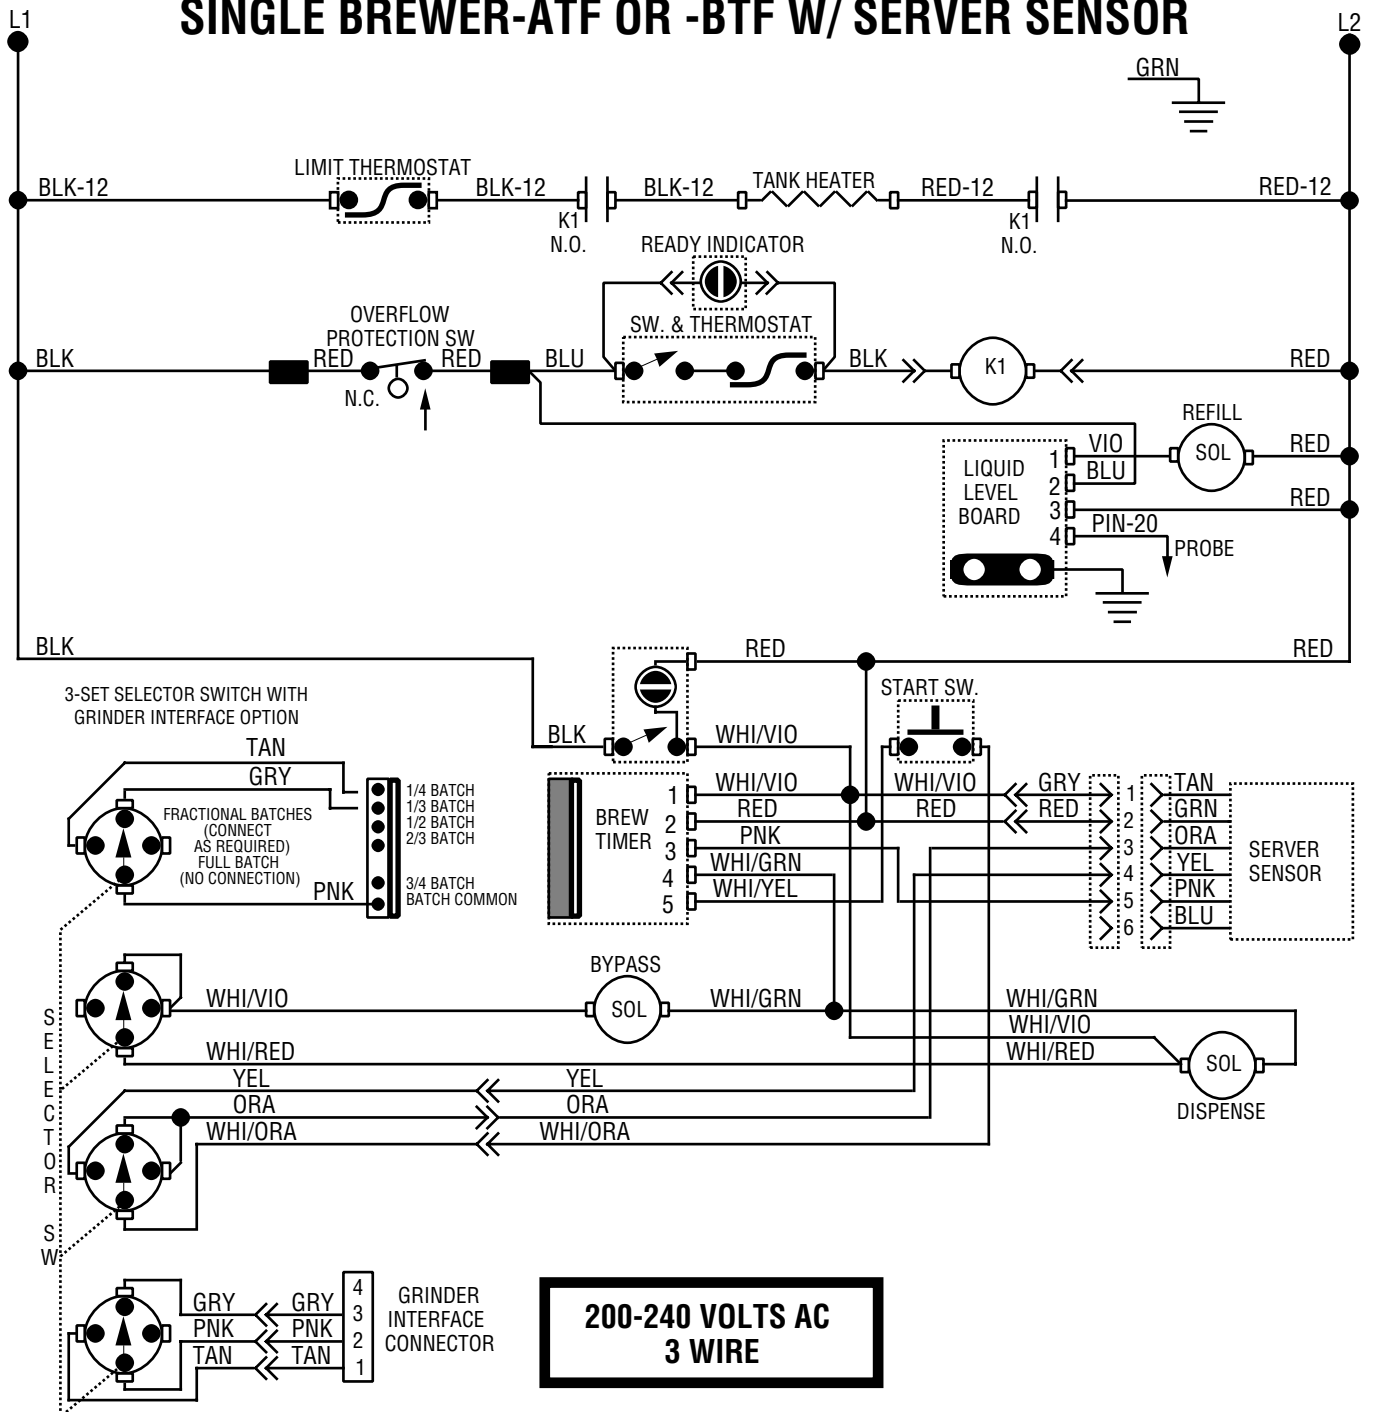 SINGLE BREWER-ATF OR -BTF W/ SERVER SENSOR
L1
L2
GRN
LIMIT THERMOSTAT
BLK-12
BLK-12
BLK-12
TANK HEATER
RED-12
RED-12
K1
N.O.
K1
N.O.
READY INDICATOR
OVERFLOW
PROTECTION SW
SW. & THERMOSTAT
BLK
RED
RED
BLU
BLK
K1
RED
N.C.
REFILL
LIQUID
LEVEL
BOARD
1
2
3
4
VIO
BLU
SOL
RED
RED
PIN-20
PROBE
BLK
RED
RED
3-SET SELECTOR SWITCH WITH
GRINDER INTERFACE OPTION
START SW.
BLK
WHI/VIO
TAN
GRY
FRACTIONAL BATCHES
(CONNECT
AS REQUIRED)
FULL BATCH
(NO CONNECTION)
PNK
1/4 BATCH
1/3 BATCH
1/2 BATCH
2/3 BATCH
3/4 BATCH
BATCH COMMON
BREW
TIMER
1
2
3
4
5
WHI/VIO
RED
PNK
WHI/GRN
WHI/YEL
WHI/VIO
RED
GRY
RED
1
2
3
4
5
6
TAN
GRN
ORA
YEL
PNK
BLU
SERVER
SENSOR
BYPASS
WHI/VIO
SOL
WHI/GRN
WHI/GRN
WHI/VIO
WHI/RED
WHI/RED
SOL
DISPENSE
YEL
YEL
ORA
ORA
WHI/ORA
WHI/ORA
SELECTOR SW
GRY
GRY
PNK
PNK
TAN
TAN
4
3
2
1
GRINDER
INTERFACE
CONNECTOR
200-240 VOLTS AC
3 WIRE